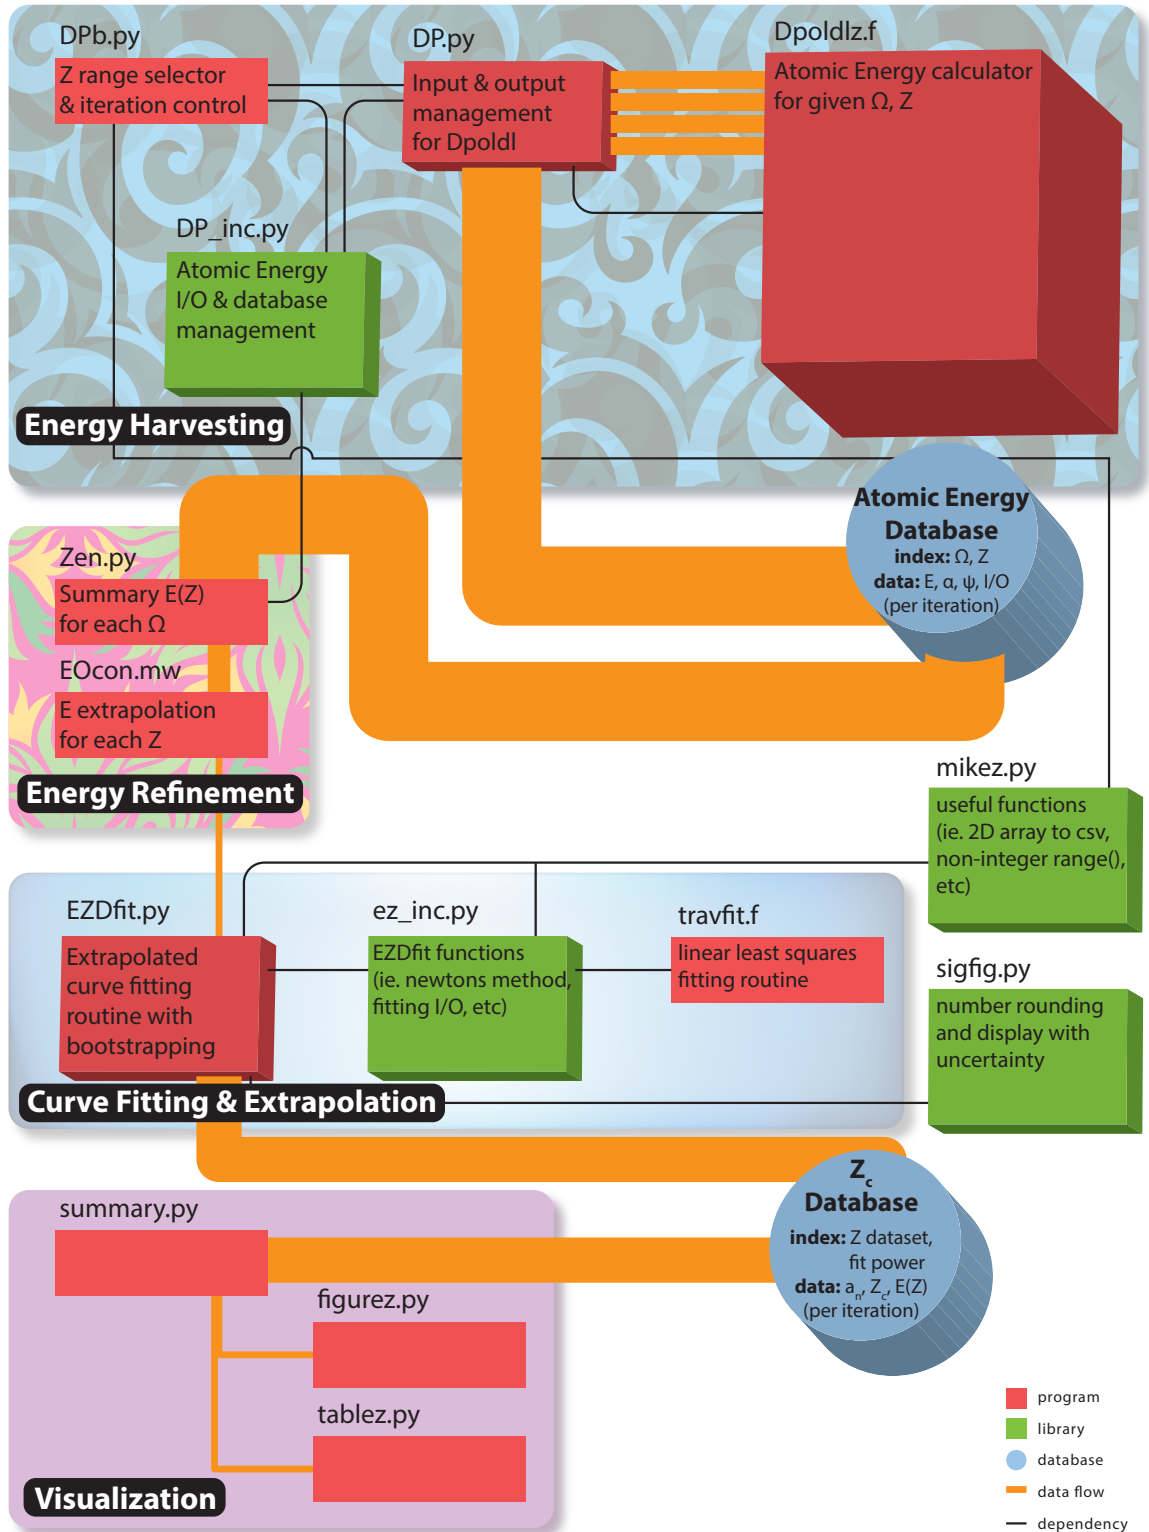 DPb.py
Z range selector
& iteration control
DP.py
Input & output
management
for Dpoldl
Dpoldlz.f
Atomic Energy calculator
for given Ω, Z
DP_inc.py
Atomic Energy
I/O & database
management
Energy Harvesting
Atomic Energy
Database
index: Ω, Z
data: E, α, ψ, I/O
(per iteration)
Zen.py
Summary E(Z)
for each Ω
EOcon.mw
E extrapolation
for each Z
Energy Refinement
mikez.py
useful functions
(ie. 2D array to csv,
non-integer range(),
etc)
EZDfit.py
Extrapolated
curve fitting
routine with
bootstrapping
ez_inc.py
EZDfit functions
(ie. newtons method,
fitting I/O, etc)
travfit.f
linear least squares
fitting routine
sigfig.py
number rounding
and display with
uncertainty
Curve Fitting & Extrapolation
Zc
Database
index: Z dataset,
fit power
data: an, Zc, E(Z)
(per iteration)
summary.py
figurez.py
tablez.py
Visualization
program
library
database
data flow
dependency